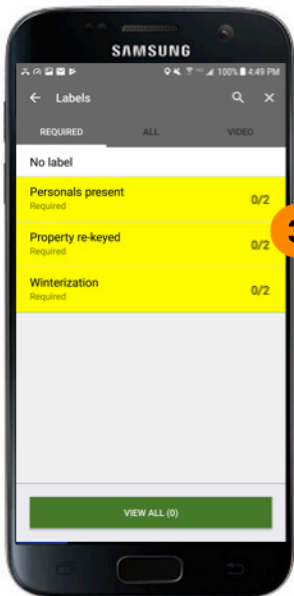 SAMSUNG
100% 4:49 PM
Labels
REQUIRED ALL VIDEO
No label
Personals present
Required
0/2
Property re-keyed
Required
0/2
Winterization
Required
0/2
VIEW ALL (0)